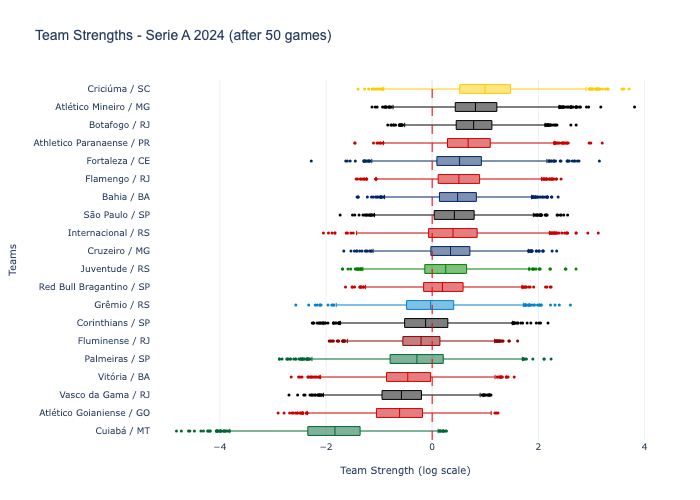 Team Strengths - Serie A 2024 (after 50 games)
Criciúma / SC
Atlético Mineiro / MG
Botafogo / RJ
Athletico Paranaense / PR
Fortaleza / CE
Flamengo / RJ
Bahia / BA
São Paulo / SP
Internacional / RS
Cruzeiro / MG
Juventude / RS
Red Bull Bragantino / SP
Grêmio / RS
Corinthians / SP
Fluminense / RJ
Palmeiras / SP
Vitória / BA
Vasco da Gama / RJ
Atlético Goianiense / GO
Cuiabá / MT
Teams
−4 −2 0 2 4
Team Strength (log scale)